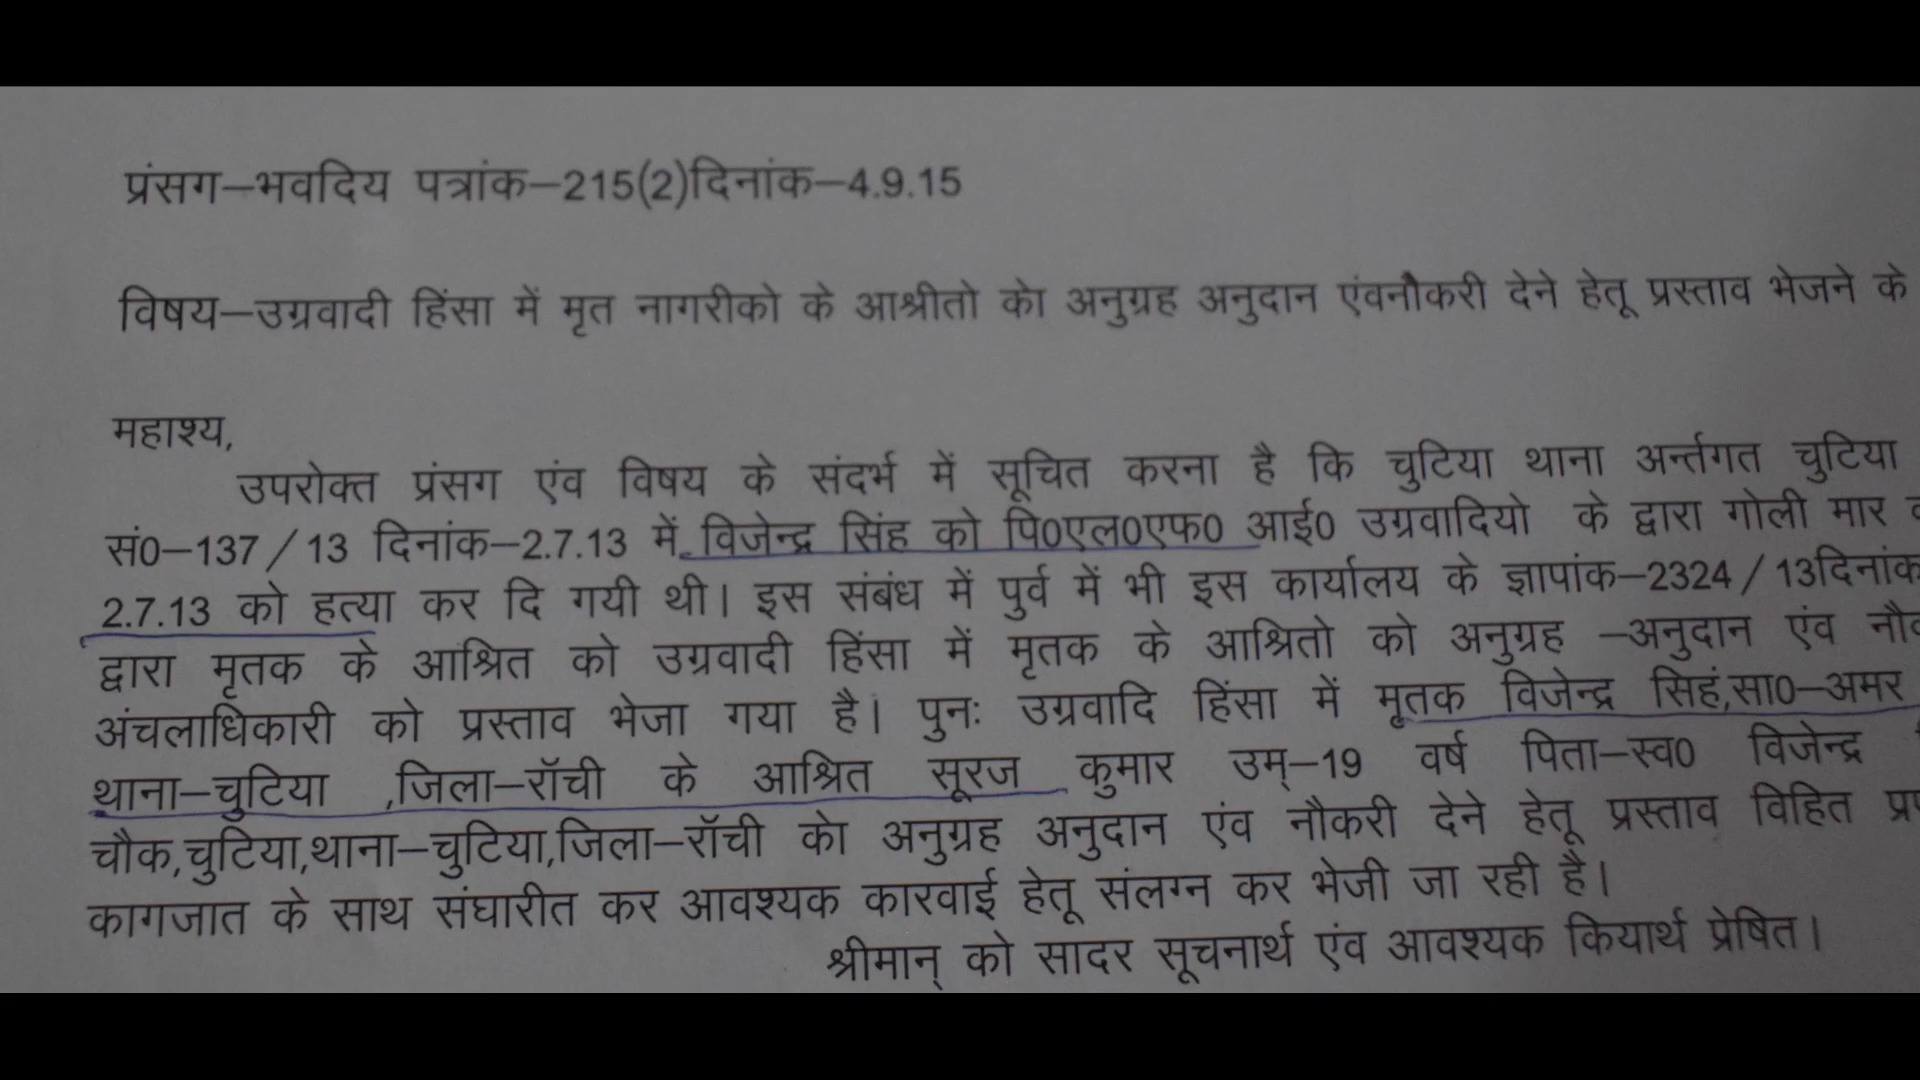 प्रंसग–भवदिय पत्रांक–215(2)दिनांक–4.9.15
विषय–उग्रवादी हिंसा में मृत नागरीको के आश्रीतो को अनुग्रह अनुदान एंवनौकरी देने हेतू प्रस्ताव भेजने के
महाश्य,
उपरोक्त प्रंसग एंव विषय के संदर्भ में सूचित करना है कि चुटिया थाना अर्न्तगत चुटिया
सं0–137/13 दिनांक–2.7.13 में विजेन्द्र सिंह को पि0एल0एफ0 आई0 उग्रवादियो के द्वारा गोली मार
2.7.13 को हत्या कर दि गयी थी। इस संबंध में पुर्व में भी इस कार्यालय के ज्ञापांक–2324/13दिनांक
द्वारा मृतक के आश्रित को उग्रवादी हिंसा में मृतक के आश्रितो को अनुग्रह –अनुदान एंव
अंचलाधिकारी को प्रस्ताव भेजा गया है। पुनः उग्रवादि हिंसा में मृतक विजेन्द्र सिहं,सा0–अमर
थाना–चुटिया ,जिला–रॉची के आश्रित सूरज कुमार उम्–19 वर्ष पिता–स्व0 विजेन्द्र
चौक,चुटिया,थाना–चुटिया,जिला–रॉची को अनुग्रह अनुदान एंव नौकरी देने हेतू प्रस्ताव विहित
कागजात के साथ संघारीत कर आवश्यक कारवाई हेतू संलग्न कर भेजी जा रही है।
श्रीमान् को सादर सूचनार्थ एंव आवश्यक कियार्थ प्रेषित।